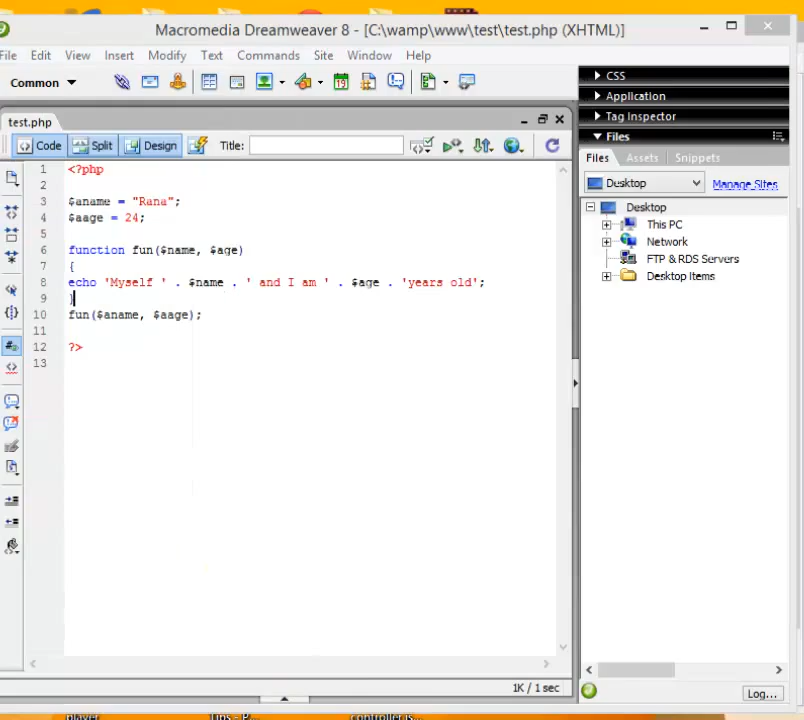 Macromedia Dreamweaver 8 - [C:\wamp\www\test\test.php (XHTML)]
File Edit View Insert Modify Text Commands Site Window Help
Common
CSS
Application
Tag Inspector
Files
test.php
Code Split Design Title:
Files Assets Snippets
Desktop Manage Sites
Desktop
This PC
Network
FTP & RDS Servers
Desktop Items
1 <?php
2
3 $aname = "Rana";
4 $aage = 24;
5
6 function fun($name, $age)
7 {
8 echo 'Myself ' . $name . ' and I am ' . $age . 'years old';
9 }
10 fun($aname, $aage);
11
12 ?>
13
1K / 1 sec
Log...
player